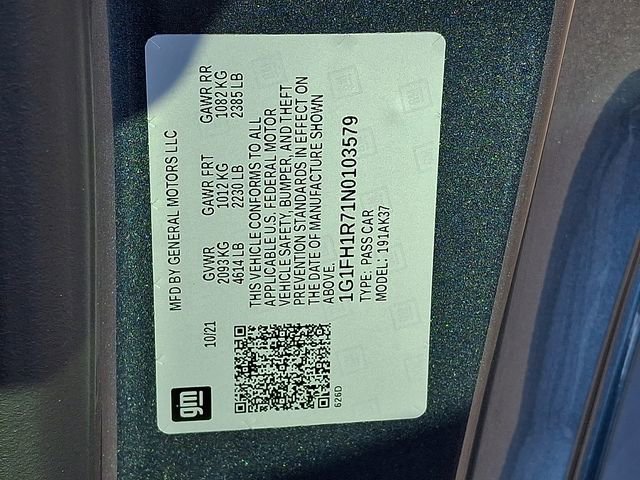 gm
MFD BY GENERAL MOTORS LLC
10/21 GVWR GAWR FRT GAWR RR
2093 KG 1012 KG 1082 KG
4614 LB 2230 LB 2385 LB
THIS VEHICLE CONFORMS TO ALL
APPLICABLE U.S. FEDERAL MOTOR
VEHICLE SAFETY, BUMPER, AND THEFT
PREVENTION STANDARDS IN EFFECT ON
THE DATE OF MANUFACTURE SHOWN
ABOVE.
1G1FH1R71N0103579
TYPE: PASS CAR
626D
MODEL: 191AK37